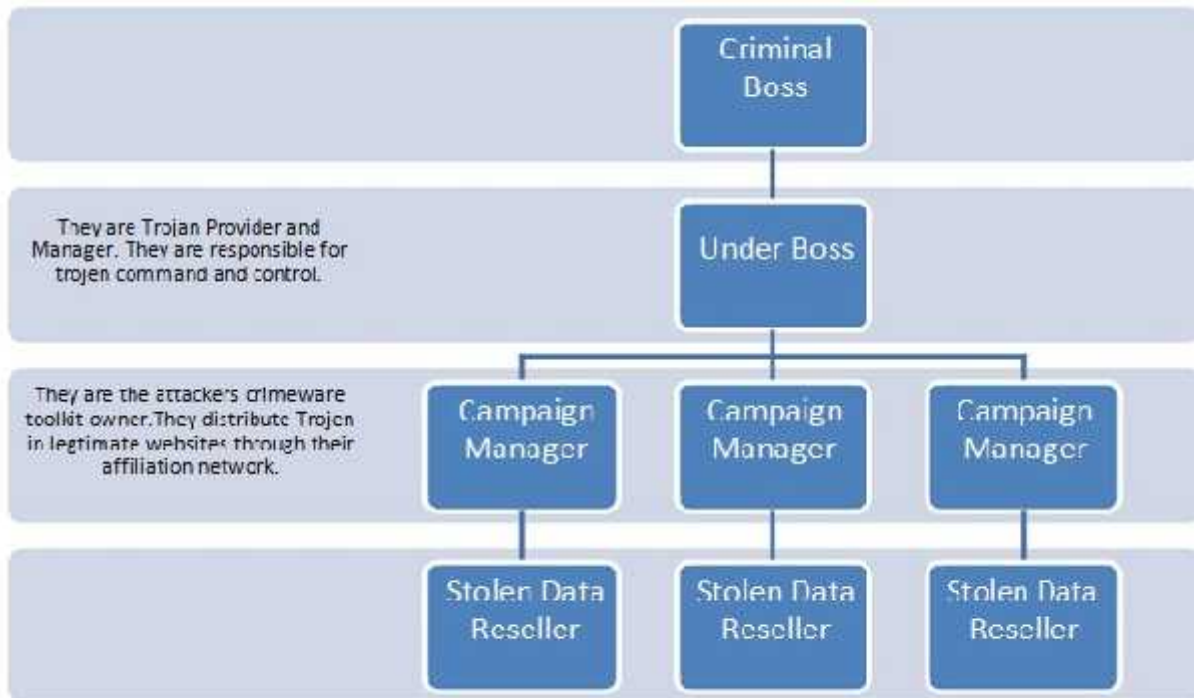 Criminal
Boss
They are Trojan Provider and
Manager. They are responsible for
trojen command and control.
Under Boss
They are the attackers crimeware
toolkit owner.They distribute Trojen
in legtimate websites through their
affiliation network.
Campaign
Manager
Campaign
Manager
Campaign
Manager
Stolen Data
Reseller
Stolen Data
Reseller
Stolen Data
Reseller